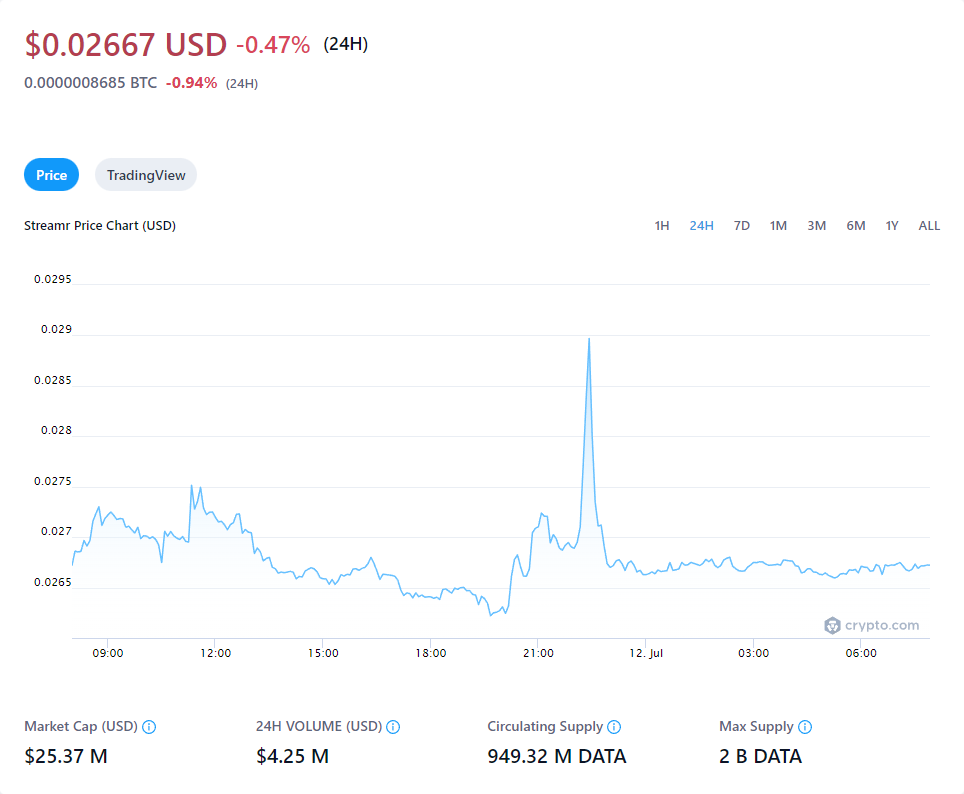 $0.02667 USD -0.47% (24H)
0.0000008685 BTC -0.94% (24H)
Price TradingView
Streamr Price Chart (USD) 1H 24H 7D 1M 3M 6M 1Y ALL
0.0295
0.029
0.0285
0.028
0.0275
0.027
0.0265
crypto.com
09:00 12:00 15:00 18:00 21:00 12. Jul 03:00 06:00
Market Cap (USD) 24H VOLUME (USD) Circulating Supply Max Supply
$25.37 M $4.25 M 949.32 M DATA 2 B DATA